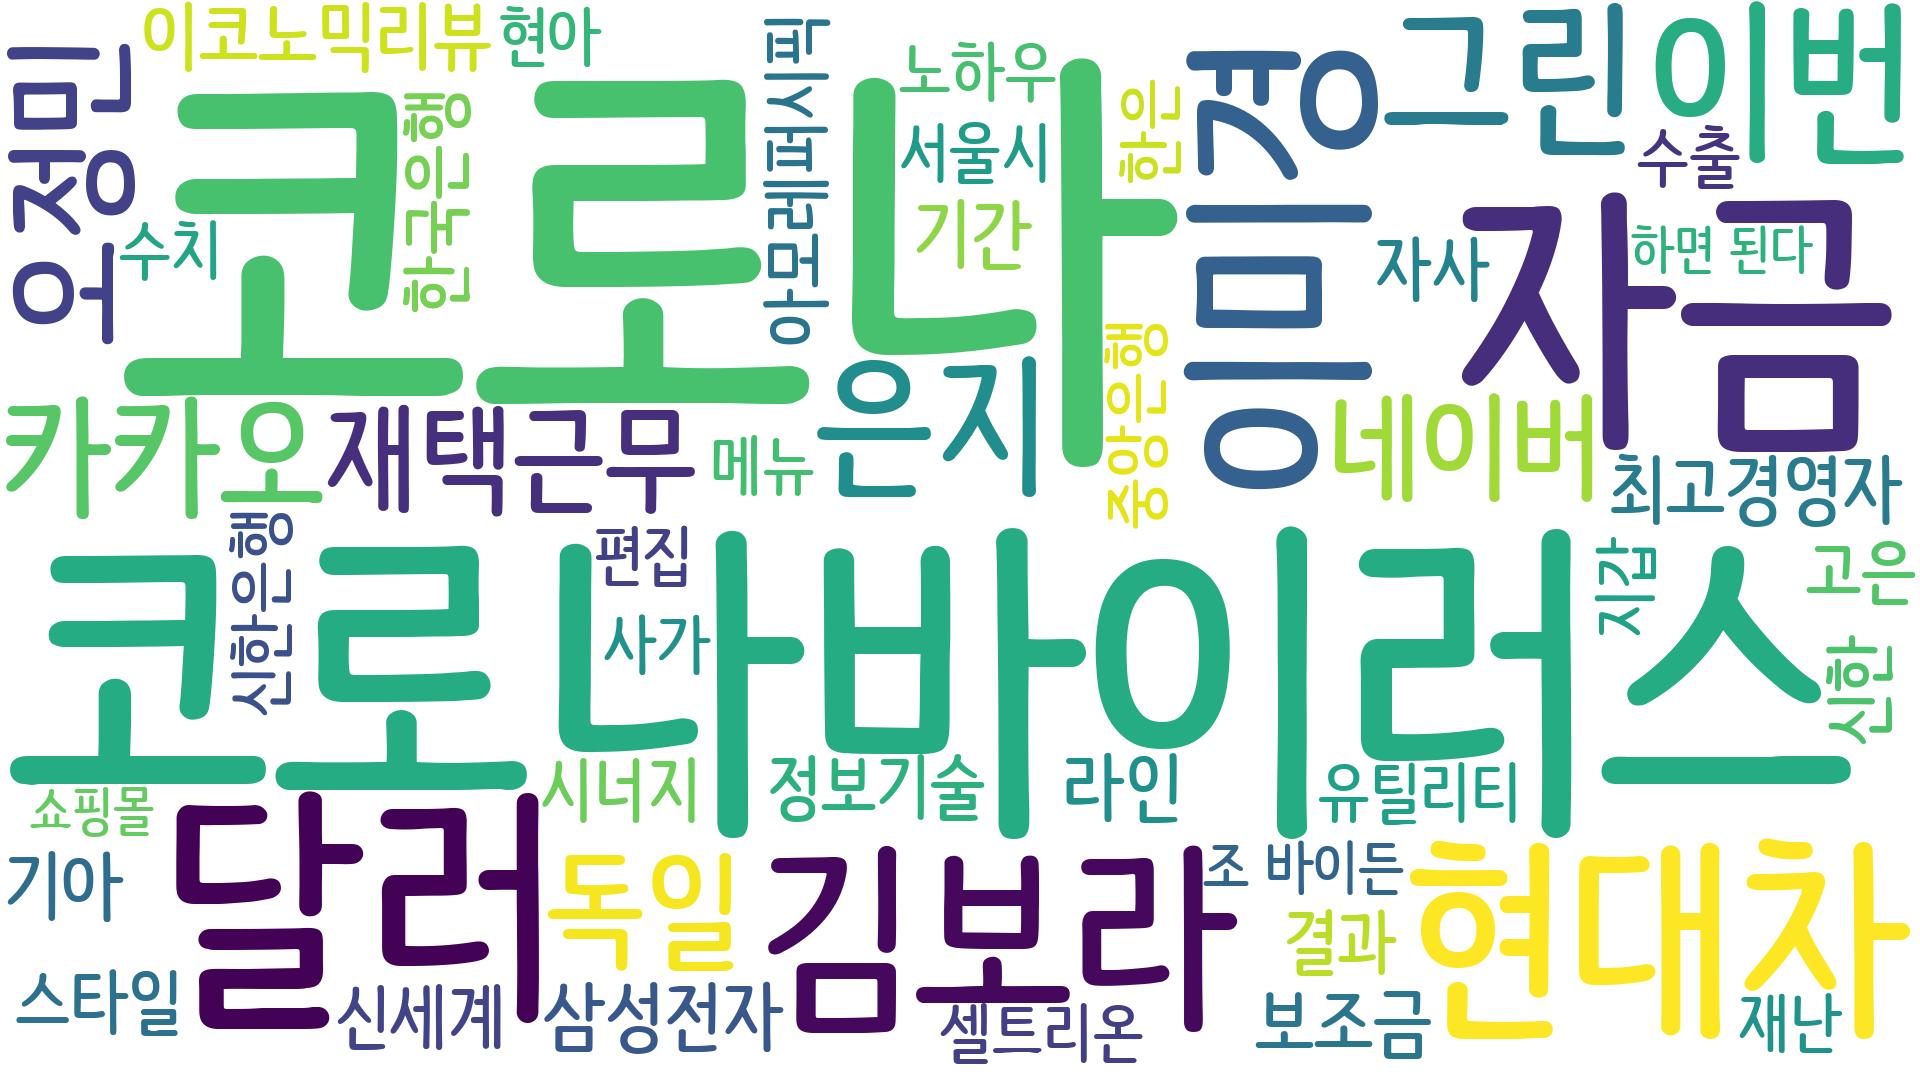 이코노믹리뷰
현아
오정민
코로나
한국은행
수치
아모레퍼시픽
노하우
서울시
기간
한은
음경
그린
이번
수출
자금
자사
하면 된다
중앙은행
은지
네이버
카카오
재택근무
메뉴
최고경영자
코로나바이러스
신한은행
편집
사가
지갑
고은
신한
쇼핑몰
시너지
정보기술
라인
유틸리티
기아
달러
독일
김보라
조 바이든
결과
현대차
스타일
신세계
삼성전자
셀트리온
보조금
재난